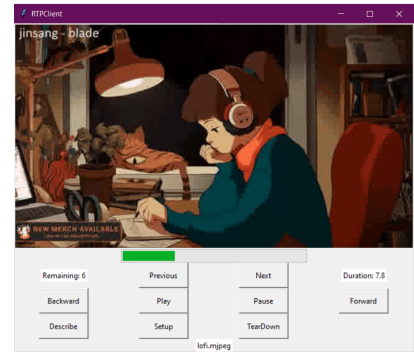 RTPClient
jinsang - blade
NEW MERCH AVAILABLE
Remaining: 6
Previous
Next
Duration: 7.8
Backward
Play
Pause
Forward
Describe
Setup
TearDown
lofi.mjpeg